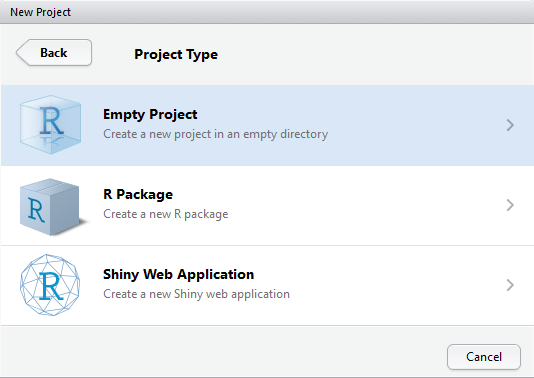 New Project
Back
Project Type
R
Empty Project
Create a new project in an empty directory
R
R Package
Create a new R package
R
Shiny Web Application
Create a new Shiny web application
Cancel